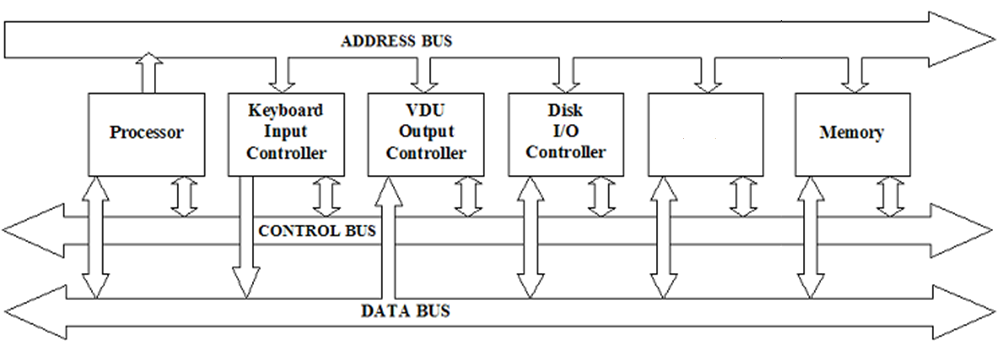 ADDRESS BUS
Processor
Keyboard
Input
Controller
VDU
Output
Controller
Disk
I/O
Controller
Memory
CONTROL BUS
DATA BUS